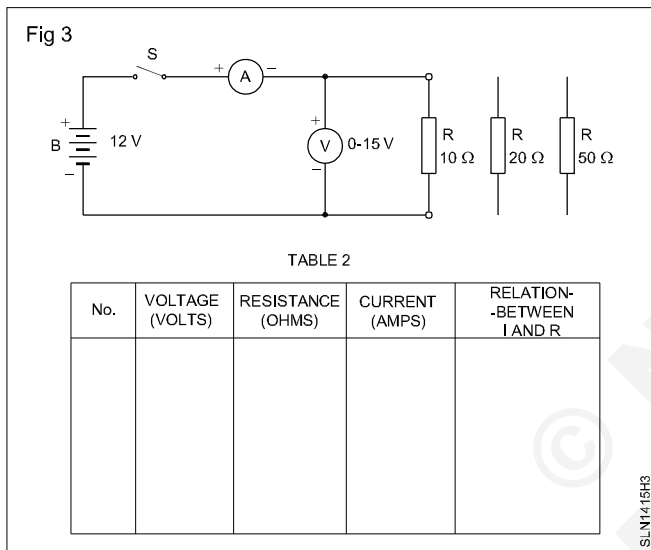 Fig 3
S
+ A −
+
B 12 V
−
+
V 0-15 V
−
R
10 Ω
R
20 Ω
R
50 Ω
TABLE 2
No.
VOLTAGE
(VOLTS)
RESISTANCE
(OHMS)
CURRENT
(AMPS)
RELATION-
-BETWEEN
I AND R
©
SLN1415H3